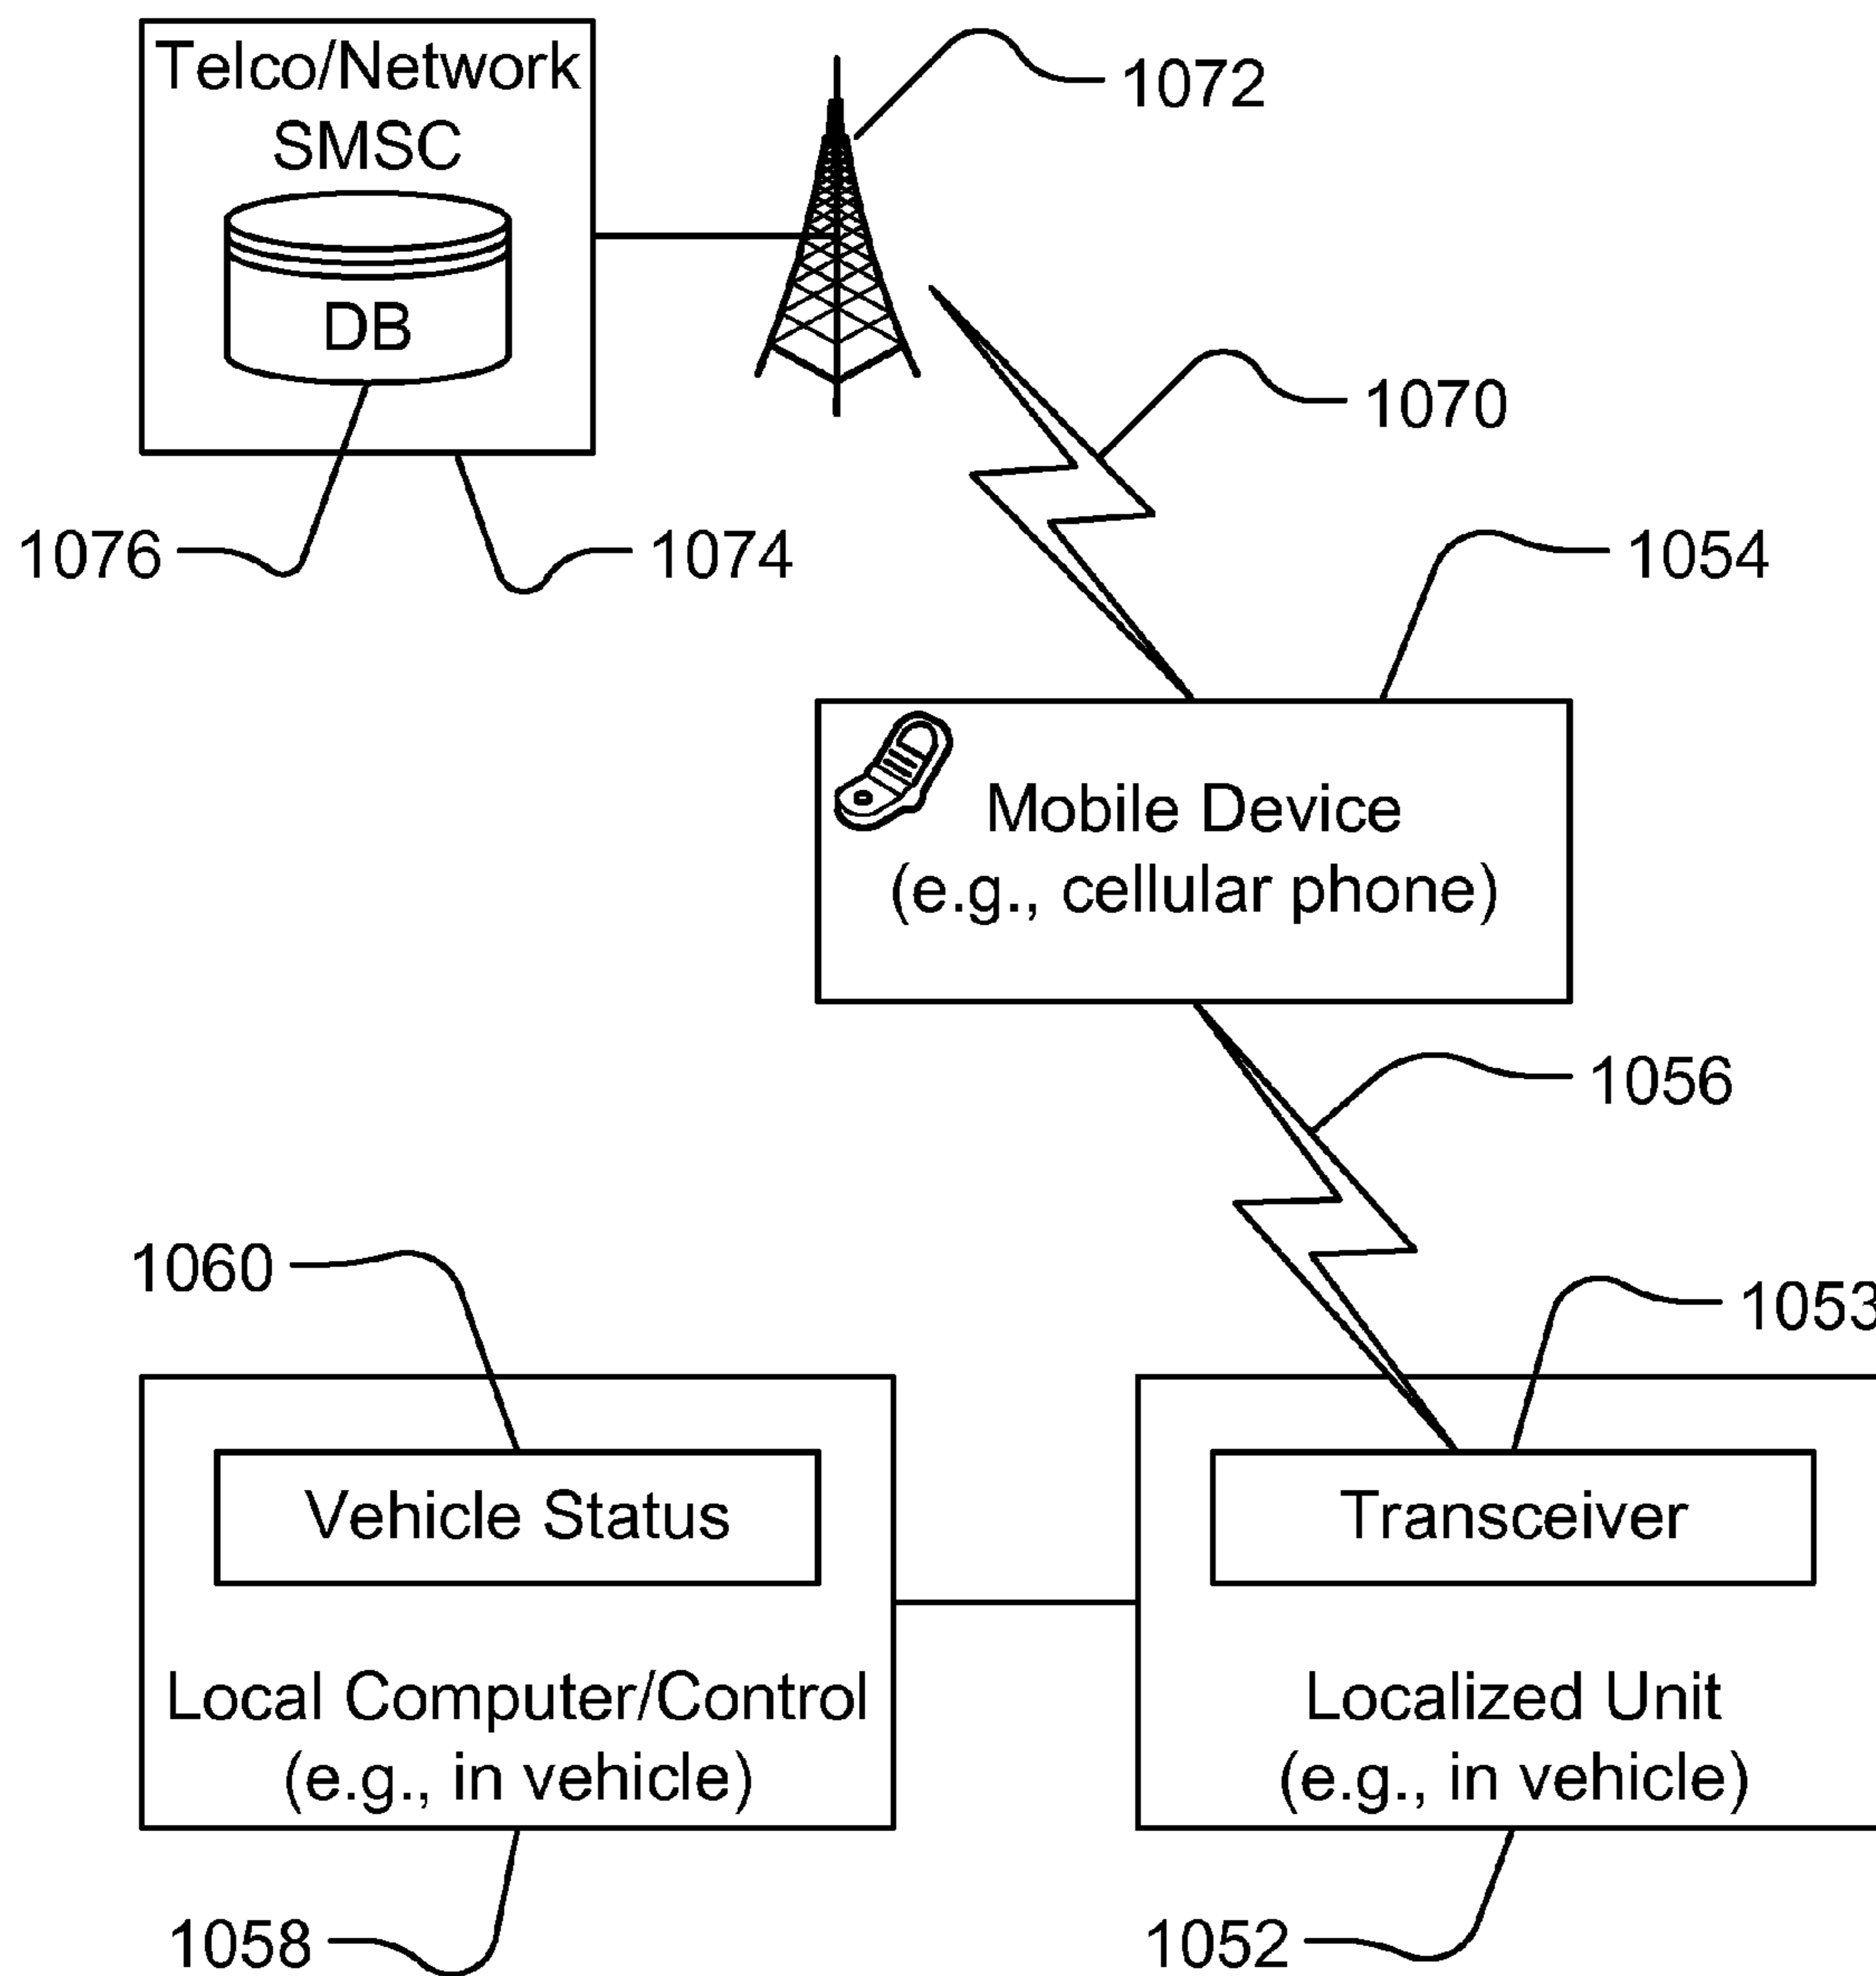 Telco/Network
SMSC
DB
1072
1070
1076
1074
1054
Mobile Device
(e.g., cellular phone)
1056
1060
1053
Vehicle Status
Transceiver
Local Computer/Control
(e.g., in vehicle)
Localized Unit
(e.g., in vehicle)
1058
1052